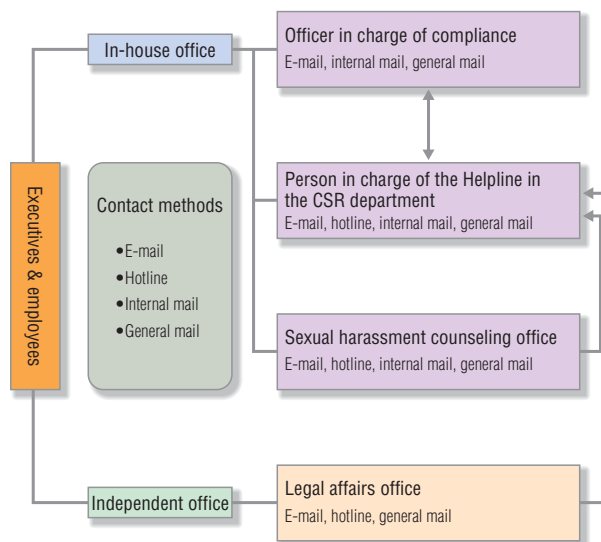 Executives & employees
In-house office
Officer in charge of compliance
E-mail, internal mail, general mail
Contact methods
•E-mail
•Hotline
•Internal mail
•General mail
Person in charge of the Helpline in
the CSR department
E-mail, hotline, internal mail, general mail
Sexual harassment counseling office
E-mail, hotline, internal mail, general mail
Independent office
Legal affairs office
E-mail, hotline, general mail